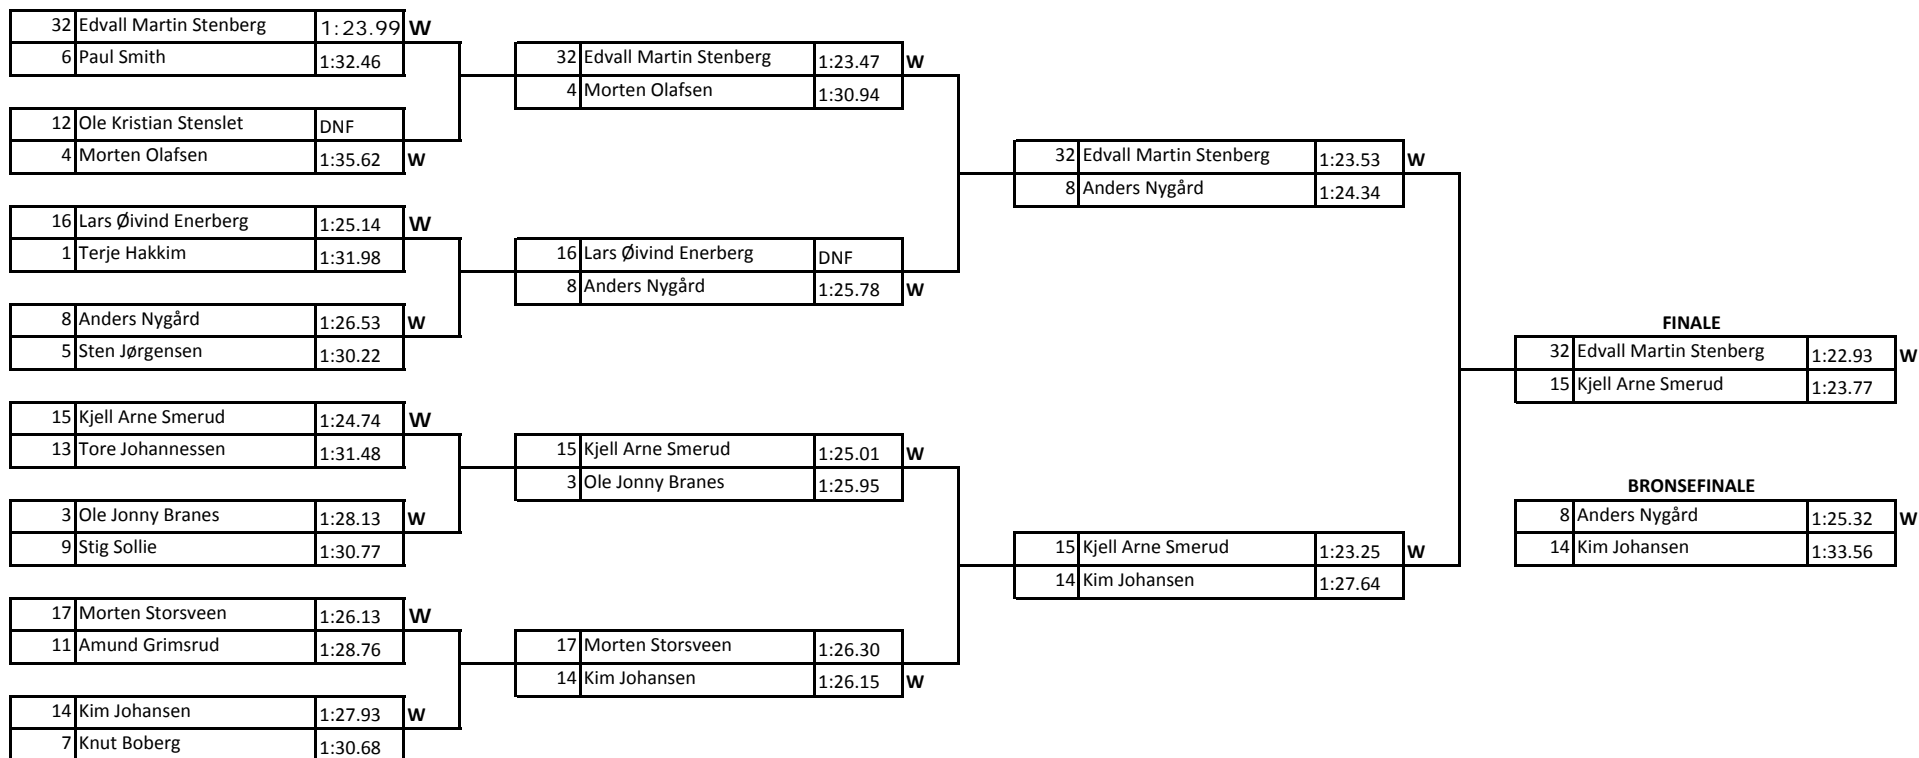 32 Edvall Martin Stenberg 1:23.99 W
6 Paul Smith 1:32.46
12 Ole Kristian Stenslet DNF
4 Morten Olafsen 1:35.62 W
16 Lars Øivind Enerberg 1:25.14 W
1 Terje Hakkim 1:31.98
8 Anders Nygård 1:26.53 W
5 Sten Jørgensen 1:30.22
15 Kjell Arne Smerud 1:24.74 W
13 Tore Johannessen 1:31.48
3 Ole Jonny Branes 1:28.13 W
9 Stig Sollie 1:30.77
17 Morten Storsveen 1:26.13 W
11 Amund Grimsrud 1:28.76
14 Kim Johansen 1:27.93 W
7 Knut Boberg 1:30.68
32 Edvall Martin Stenberg 1:23.47 W
4 Morten Olafsen 1:30.94
16 Lars Øivind Enerberg DNF
8 Anders Nygård 1:25.78 W
15 Kjell Arne Smerud 1:25.01 W
3 Ole Jonny Branes 1:25.95
17 Morten Storsveen 1:26.30
14 Kim Johansen 1:26.15 W
32 Edvall Martin Stenberg 1:23.53 W
8 Anders Nygård 1:24.34
15 Kjell Arne Smerud 1:23.25 W
14 Kim Johansen 1:27.64
FINALE
32 Edvall Martin Stenberg 1:22.93 W
15 Kjell Arne Smerud 1:23.77
BRONSEFINALE
8 Anders Nygård 1:25.32 W
14 Kim Johansen 1:33.56